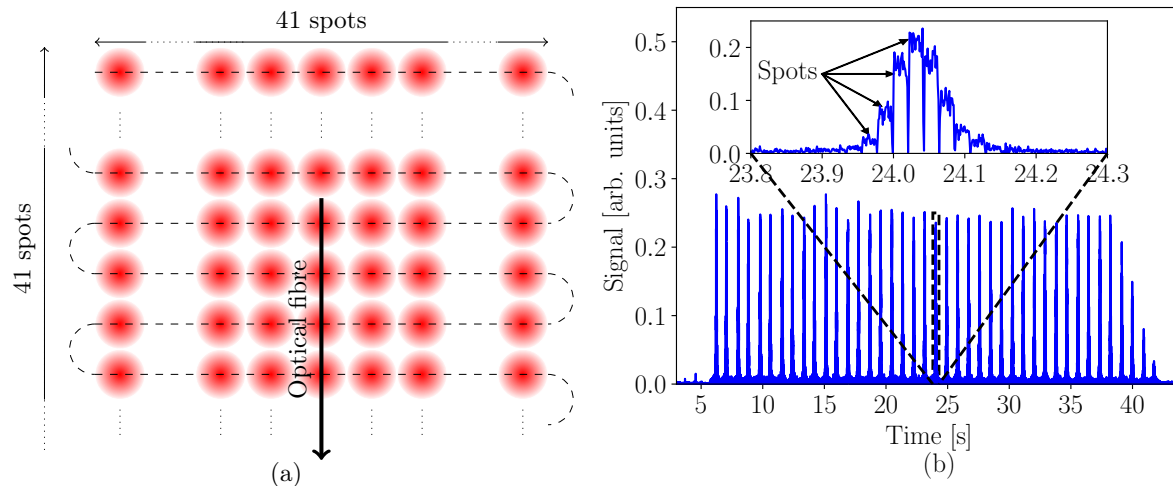 41 spots
41 spots
Optical fibre
(a)
Signal [arb. units]
0.5
0.4
0.3
0.2
0.1
0.0
0.2
0.1
0.0
Spots
23.8 23.9 24.0 24.1 24.2 24.3
5 10 15 20 25 30 35 40
Time [s]
(b)